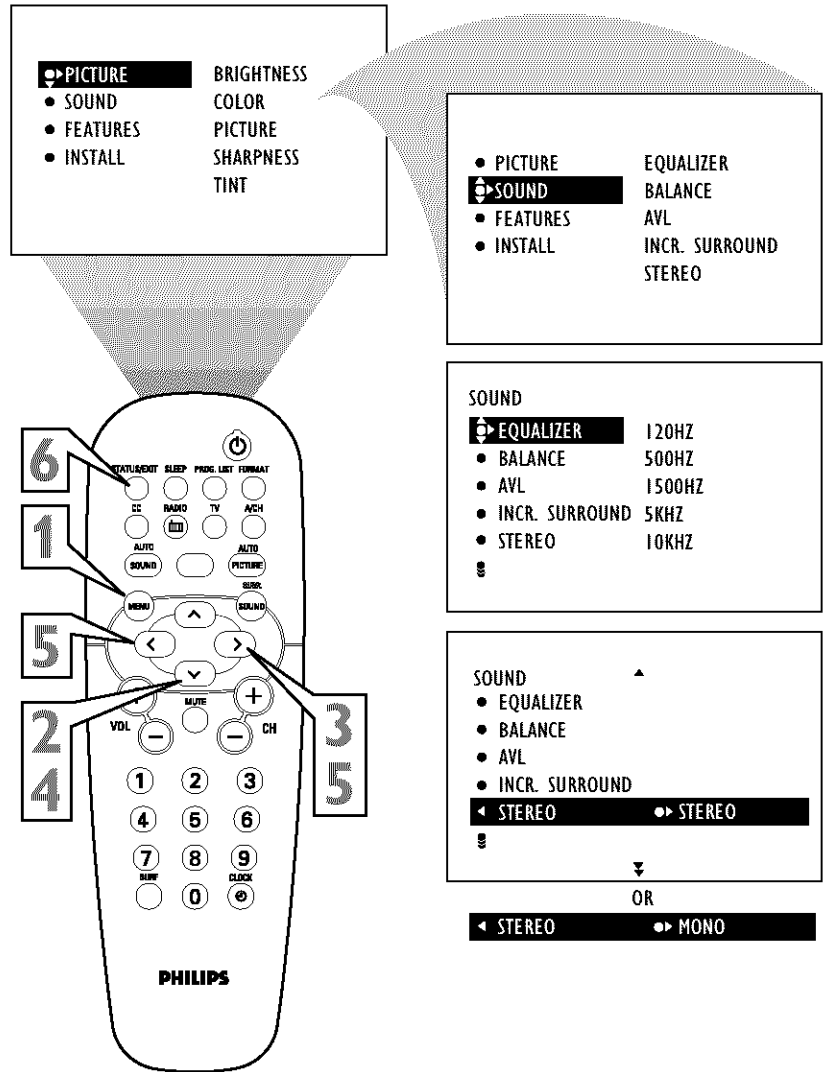 PICTURE BRIGHTNESS
SOUND COLOR
FEATURES PICTURE
INSTALL SHARPNESS
TINT
PICTURE EQUALIZER
SOUND BALANCE
FEATURES AVL
INSTALL INCR. SURROUND
STEREO
SOUND
EQUALIZER 120HZ
BALANCE 500HZ
AVL 1500HZ
INCR. SURROUND 5KHZ
STEREO 10KHZ
SOUND
EQUALIZER
BALANCE
AVL
INCR. SURROUND
STEREO STEREO
OR
STEREO MONO
6
1
5
2
4
3
5
STATUS/EXIT SLEEP PROG. LIST FORMAT
CC RADIO TV A/CH
AUTO AUTO
SOUND PICTURE
SURR.
MENU SOUND
MUTE
VOL CH
1 2 3
4 5 6
7 8 9
SURF CLOCK
0
PHILIPS